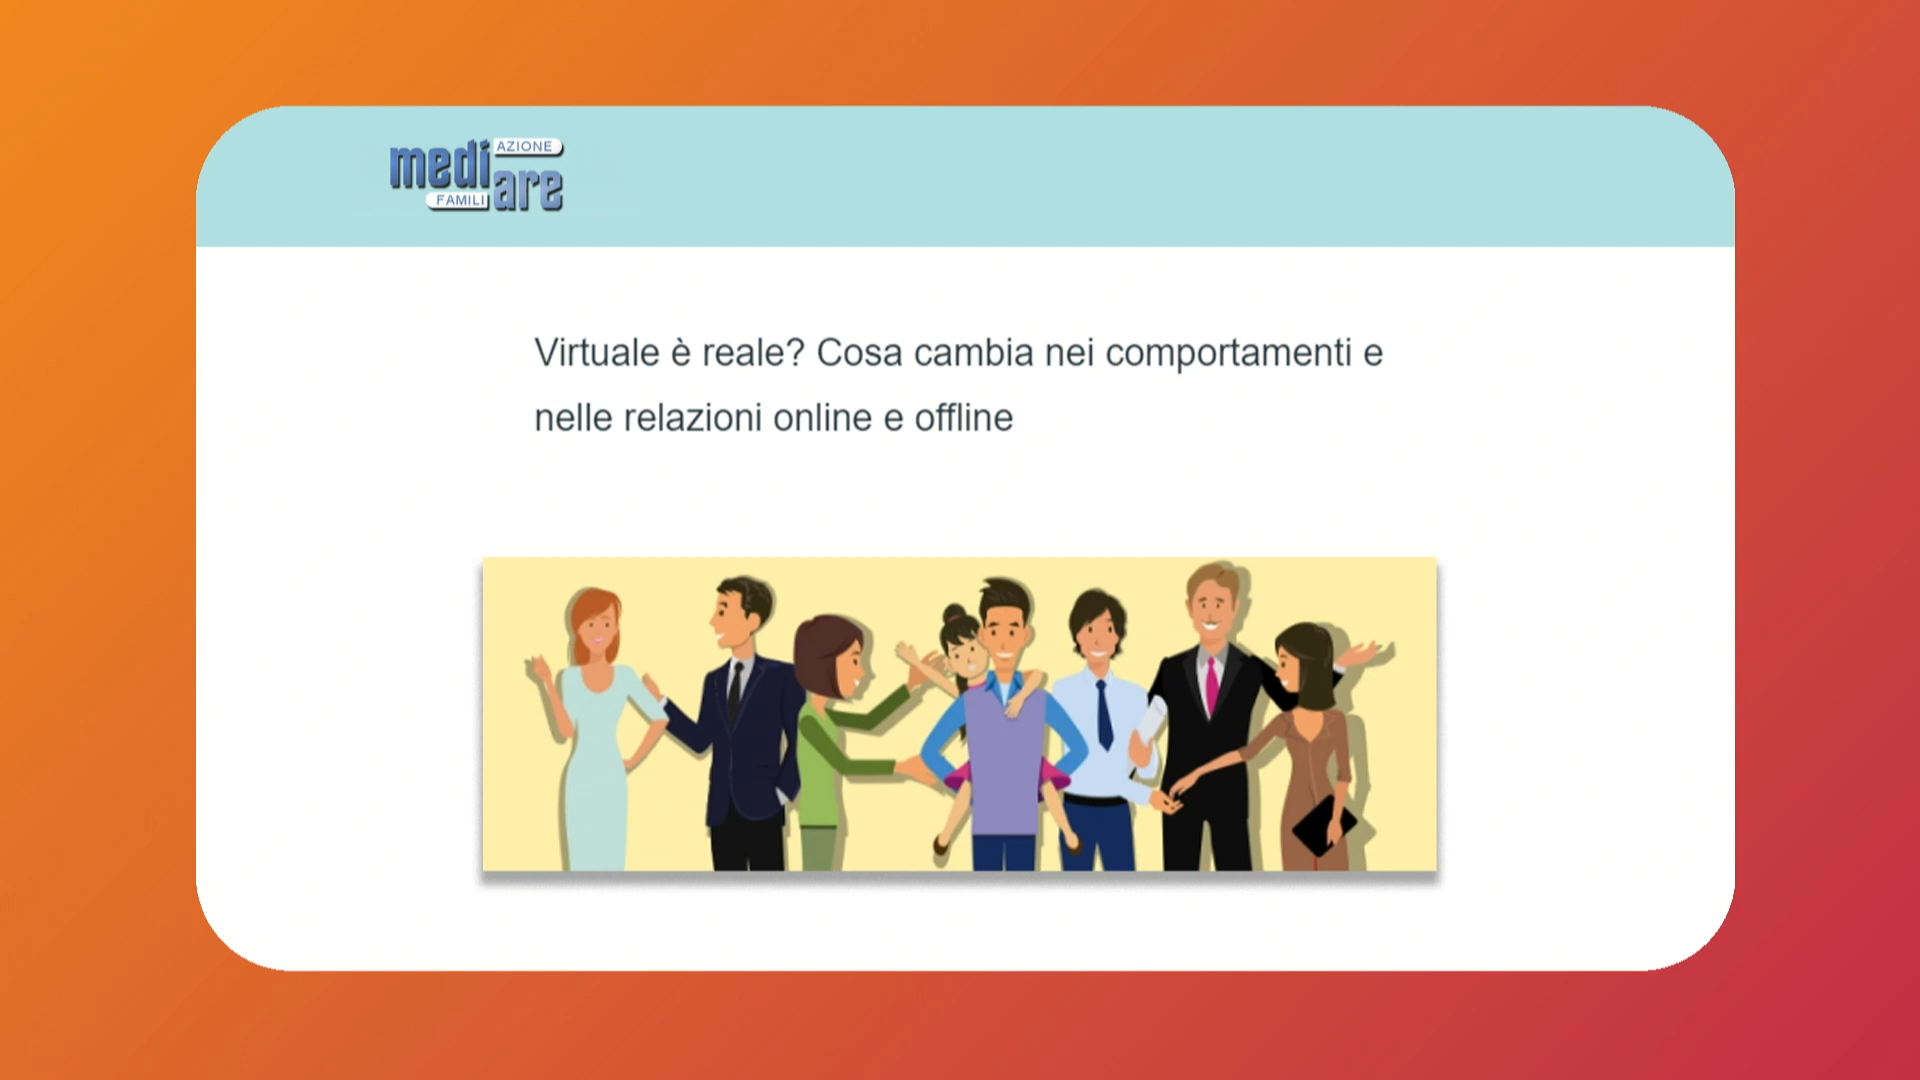 medi AZIONE
FAMILI are
Virtuale è reale? Cosa cambia nei comportamenti e
nelle relazioni online e offline